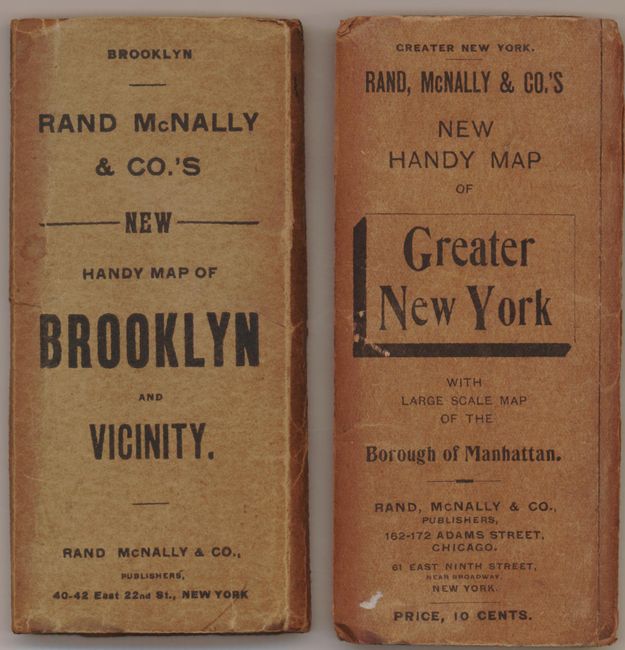 BROOKLYN
RAND McNALLY
& CO.'S
NEW
HANDY MAP OF
BROOKLYN
AND
VICINITY.
RAND McNALLY & CO.,
PUBLISHERS,
40-42 East 22nd St., NEW YORK
GREATER NEW YORK.
RAND, McNALLY & CO.'S
NEW
HANDY MAP
OF
Greater
New York
WITH
LARGE SCALE MAP
OF THE
Borough of Manhattan.
RAND, McNALLY & CO.,
PUBLISHERS,
162-172 ADAMS STREET,
CHICAGO.
61 EAST NINTH STREET,
NEAR BROADWAY,
NEW YORK.
PRICE, 10 CENTS.